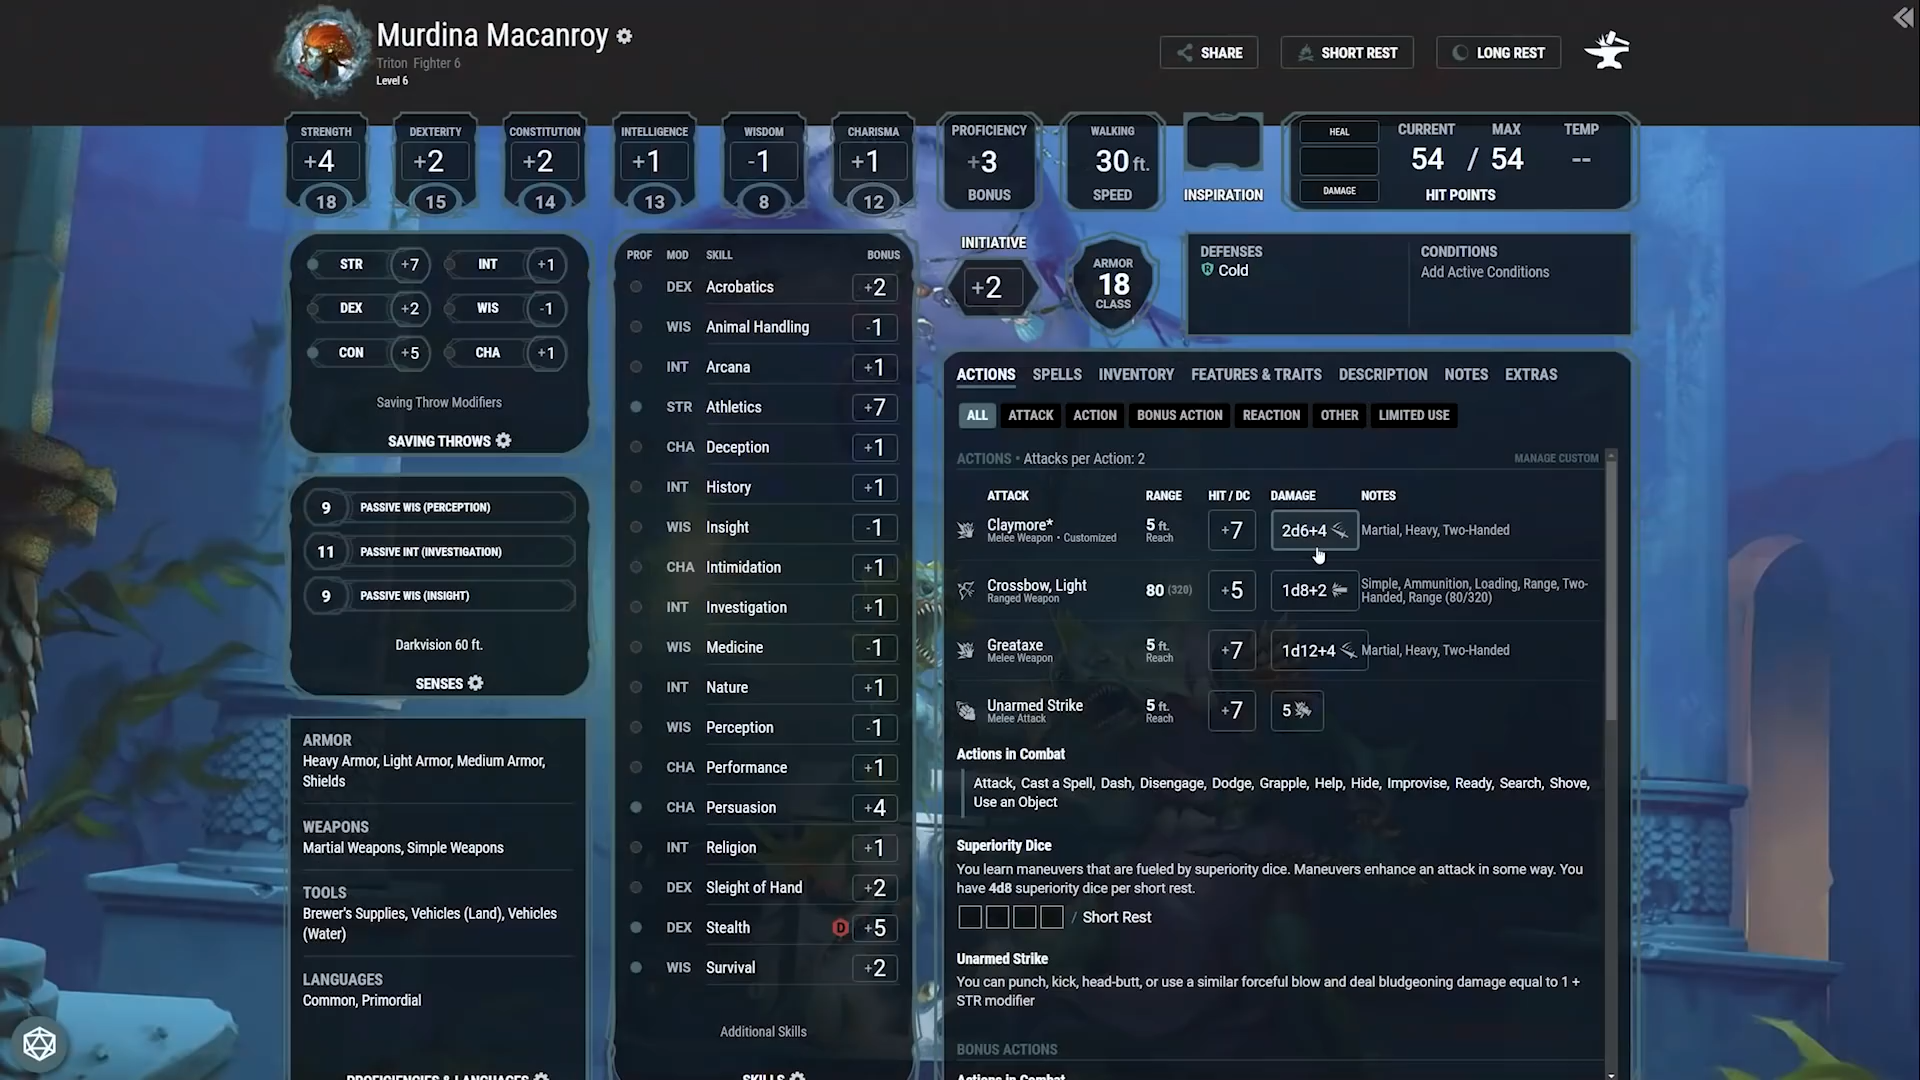 Murdina Macanroy
Triton Fighter 6
Level 6
SHARE
SHORT REST
LONG REST
STRENGTH
+4
18
DEXTERITY
+2
15
CONSTITUTION
+2
14
INTELLIGENCE
+1
13
WISDOM
-1
8
CHARISMA
+1
12
PROFICIENCY
+3
BONUS
WALKING
30 ft.
SPEED
INSPIRATION
HEAL
DAMAGE
CURRENT MAX TEMP
54 / 54 --
HIT POINTS
STR +7 INT +1
DEX +2 WIS -1
CON +5 CHA +1
Saving Throw Modifiers
SAVING THROWS
9 PASSIVE WIS (PERCEPTION)
11 PASSIVE INT (INVESTIGATION)
9 PASSIVE WIS (INSIGHT)
Darkvision 60 ft.
SENSES
ARMOR
Heavy Armor, Light Armor, Medium Armor,
Shields
WEAPONS
Martial Weapons, Simple Weapons
TOOLS
Brewer's Supplies, Vehicles (Land), Vehicles
(Water)
LANGUAGES
Common, Primordial
PROFICIENCIES & LANGUAGES
PROF MOD SKILL BONUS
DEX Acrobatics +2
WIS Animal Handling -1
INT Arcana +1
STR Athletics +7
CHA Deception +1
INT History +1
WIS Insight -1
CHA Intimidation +1
INT Investigation +1
WIS Medicine -1
INT Nature +1
WIS Perception -1
CHA Performance +1
CHA Persuasion +4
INT Religion +1
DEX Sleight of Hand +2
DEX Stealth D +5
WIS Survival +2
Additional Skills
SKILLS
INITIATIVE
+2
ARMOR
18
CLASS
DEFENSES
R Cold
CONDITIONS
Add Active Conditions
ACTIONS SPELLS INVENTORY FEATURES & TRAITS DESCRIPTION NOTES EXTRAS
ALL ATTACK ACTION BONUS ACTION REACTION OTHER LIMITED USE
ACTIONS • Attacks per Action: 2 MANAGE CUSTOM
ATTACK RANGE HIT / DC DAMAGE NOTES
Claymore* 5 ft. +7 2d6+4 Martial, Heavy, Two-Handed
Melee Weapon • Customized Reach
Crossbow, Light 80 (320) +5 1d8+2 Simple, Ammunition, Loading, Range, Two-
Ranged Weapon Handed, Range (80/320)
Greataxe 5 ft. +7 1d12+4 Martial, Heavy, Two-Handed
Melee Weapon Reach
Unarmed Strike 5 ft. +7 5
Melee Attack Reach
Actions in Combat
Attack, Cast a Spell, Dash, Disengage, Dodge, Grapple, Help, Hide, Improvise, Ready, Search, Shove,
Use an Object
Superiority Dice
You learn maneuvers that are fueled by superiority dice. Maneuvers enhance an attack in some way. You
have 4d8 superiority dice per short rest.
/ Short Rest
Unarmed Strike
You can punch, kick, head-butt, or use a similar forceful blow and deal bludgeoning damage equal to 1 +
STR modifier
BONUS ACTIONS
Actions in Combat